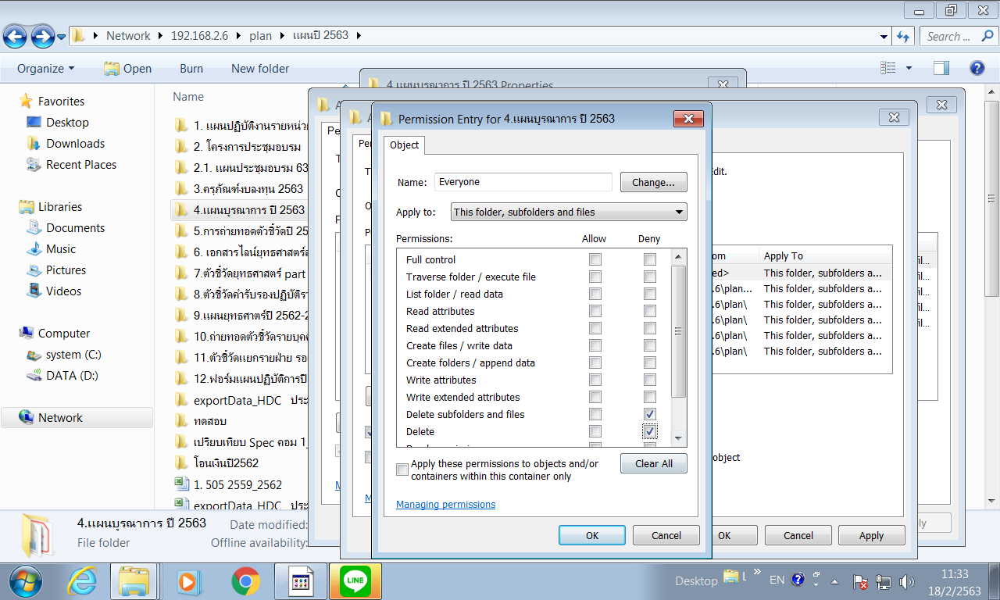 Network
192.168.2.6
plan
แผนปี 2563
Search ...
Organize
Open
Burn
New folder
4.แผนบูรณาการ ปี 2563 Properties
Favorites
Desktop
Downloads
Recent Places
Libraries
Documents
Music
Pictures
Videos
Computer
system (C:)
DATA (D:)
Network
Name
1. แผนปฏิบัติงานรายหน่วย
2. โครงการประชุมอบรม
2.1. แผนประชุมอบรม 63
3.ครุภัณฑ์งบลงทุน 2563
4.แผนบูรณาการ ปี 2563
5.การถ่ายทอดตัวชี้วัดปี 25
6. เอกสารไลน์ยุทธศาสตร์
7.ตัวชี้วัดยุทธศาสตร์ part
8.ตัวชี้วัดคำรับรองปฏิบัติรา
9.แผนยุทธศาตร์ปี 2562-2
10.ถ่ายทอดตัวชี้วัดรายบุคค
11.ตัวชี้วัดแยกรายฝ่าย รอ
12.ฟอร์มแผนปฏิบัติการปี
exportData_HDC ประ
ทดสอบ
เปรียบเทียบ Spec คอม 1_
โอนเงินปี2562
1. 505 2559_2562
exportData_HDC ประ
Permission Entry for 4.แผนบูรณาการ ปี 2563
Object
Name:
Everyone
Change...
Apply to:
This folder, subfolders and files
Permissions:
Allow
Deny
Full control
Traverse folder / execute file
List folder / read data
Read attributes
Read extended attributes
Create files / write data
Create folders / append data
Write attributes
Write extended attributes
Delete subfolders and files
Delete
Apply these permissions to objects and/or
containers within this container only
Clear All
Managing permissions
OK
Cancel
dit.
om
Apply To
ed>
This folder, subfolders a...
.6\plan...
This folder, subfolders a...
.6\plan\
This folder, subfolders a...
.6\plan\
This folder, subfolders a...
.6\plan\
This folder, subfolders a...
.6\plan\
This folder, subfolders a...
fil...
fil...
fil...
fil...
fil...
object
OK
Cancel
Apply
ly
4.แผนบูรณาการ ปี 2563
Date modified:
File folder
Offline availability:
LINE
Desktop
L
EN
11:33
18/2/2563